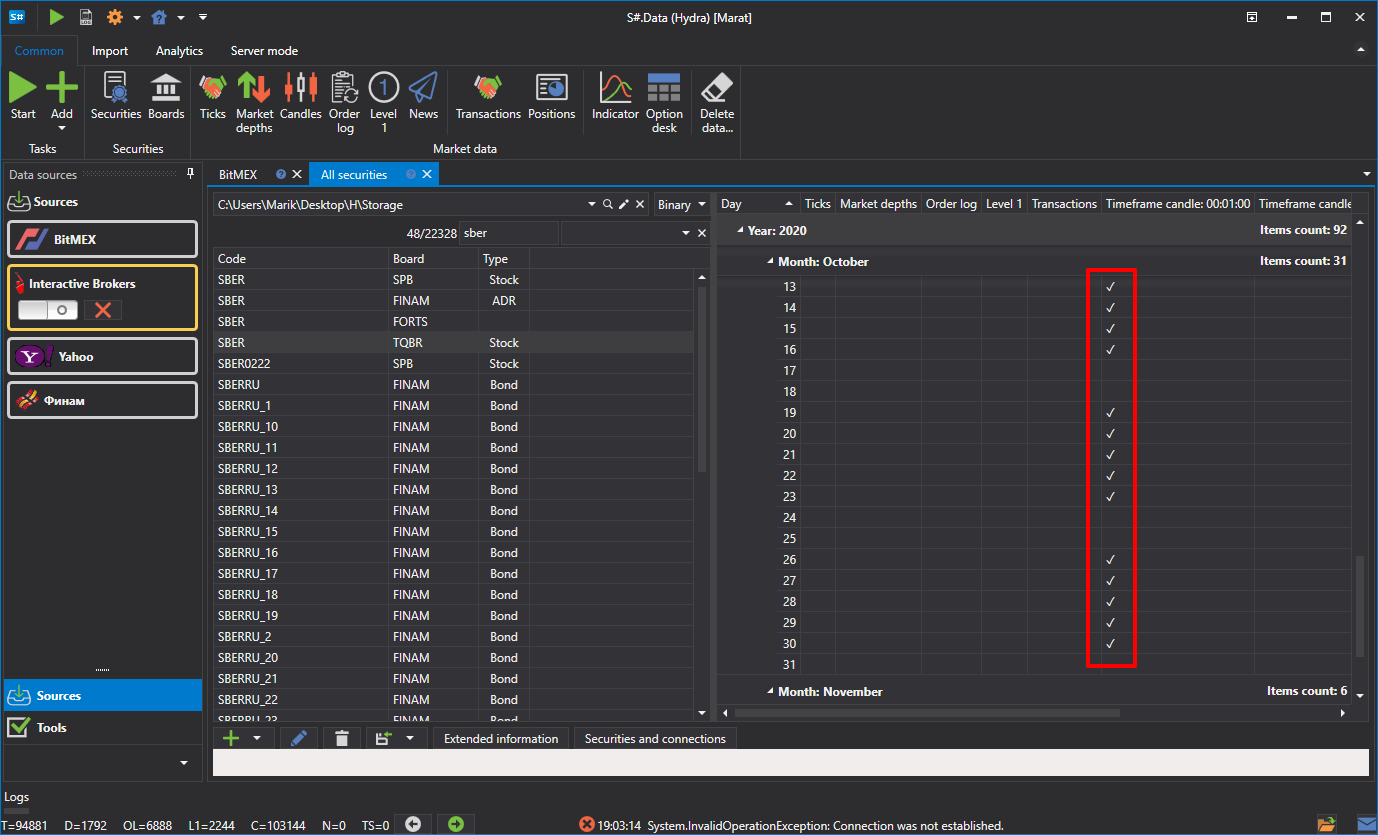 S#
LOG
S#.Data (Hydra) [Marat]
Common Import Analytics Server mode
Start Add Securities Boards Ticks Market depths Candles Order log Level 1 News Transactions Positions Indicator Option desk Delete data...
Tasks Securities Market data
Data sources
Sources
BitMEX
Interactive Brokers
Yahoo
Финам
Sources
Tools
BitMEX All securities
C:\Users\Marik\Desktop\H\Storage Binary
48/22328 sber
Code Board Type
SBER SPB Stock
SBER FINAM ADR
SBER FORTS
SBER TQBR Stock
SBER0222 SPB Stock
SBERRU FINAM Bond
SBERRU_1 FINAM Bond
SBERRU_10 FINAM Bond
SBERRU_11 FINAM Bond
SBERRU_12 FINAM Bond
SBERRU_13 FINAM Bond
SBERRU_14 FINAM Bond
SBERRU_15 FINAM Bond
SBERRU_16 FINAM Bond
SBERRU_17 FINAM Bond
SBERRU_18 FINAM Bond
SBERRU_19 FINAM Bond
SBERRU_2 FINAM Bond
SBERRU_20 FINAM Bond
SBERRU_21 FINAM Bond
SBERRU_22 FINAM Bond
SBERRU_23 FINAM Bond
Day Ticks Market depths Order log Level 1 Transactions Timeframe candle: 00:01:00 Timeframe candle
Year: 2020 Items count: 92
Month: October Items count: 31
13 ✓
14 ✓
15 ✓
16 ✓
17
18
19 ✓
20 ✓
21 ✓
22 ✓
23 ✓
24
25
26 ✓
27 ✓
28 ✓
29 ✓
30 ✓
31
Month: November Items count: 6
Extended information Securities and connections
Logs
T=94881 D=1792 OL=6888 L1=2244 C=103144 N=0 TS=0 19:03:14 System.InvalidOperationException: Connection was not established.